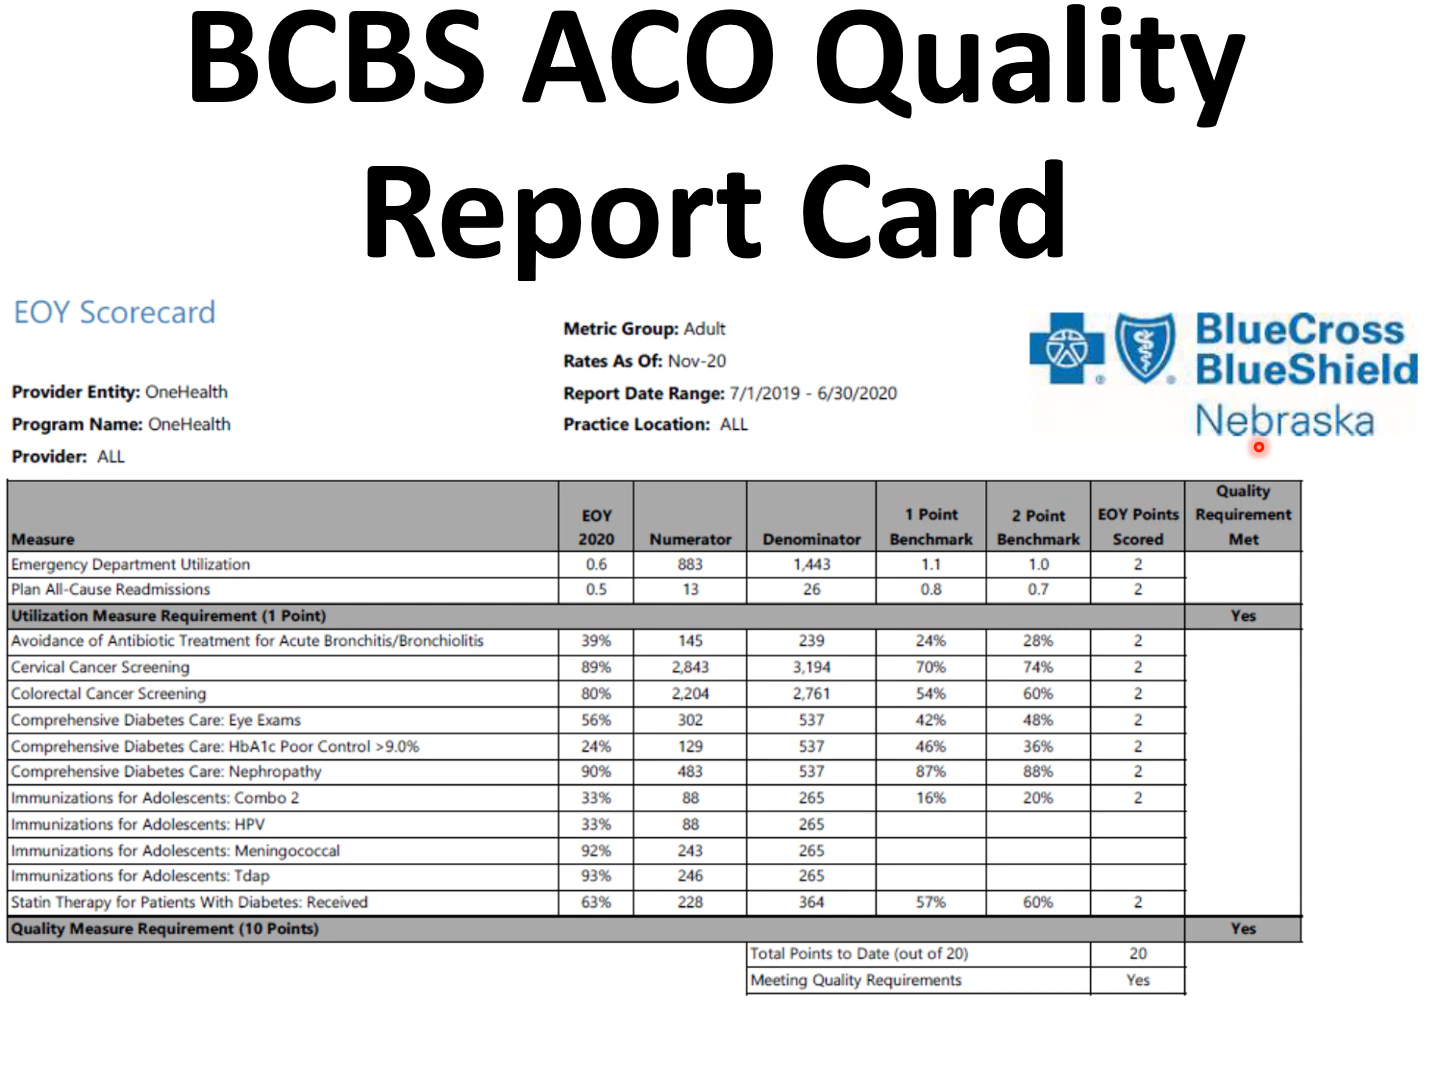 BCBS ACO Quality
Report Card
EOY Scorecard
Metric Group: Adult
Rates As Of: Nov-20
Provider Entity: OneHealth
Report Date Range: 7/1/2019 - 6/30/2020
Program Name: OneHealth
Practice Location: ALL
Provider: ALL
BlueCross
BlueShield
Nebraska
Measure EOY 2020 Numerator Denominator 1 Point Benchmark 2 Point Benchmark EOY Points Scored Quality Requirement Met
Emergency Department Utilization 0.6 883 1,443 1.1 1.0 2
Plan All-Cause Readmissions 0.5 13 26 0.8 0.7 2
Utilization Measure Requirement (1 Point) Yes
Avoidance of Antibiotic Treatment for Acute Bronchitis/Bronchiolitis 39% 145 239 24% 28% 2
Cervical Cancer Screening 89% 2,843 3,194 70% 74% 2
Colorectal Cancer Screening 80% 2,204 2,761 54% 60% 2
Comprehensive Diabetes Care: Eye Exams 56% 302 537 42% 48% 2
Comprehensive Diabetes Care: HbA1c Poor Control >9.0% 24% 129 537 46% 36% 2
Comprehensive Diabetes Care: Nephropathy 90% 483 537 87% 88% 2
Immunizations for Adolescents: Combo 2 33% 88 265 16% 20% 2
Immunizations for Adolescents: HPV 33% 88 265
Immunizations for Adolescents: Meningococcal 92% 243 265
Immunizations for Adolescents: Tdap 93% 246 265
Statin Therapy for Patients With Diabetes: Received 63% 228 364 57% 60% 2
Quality Measure Requirement (10 Points) Yes
Total Points to Date (out of 20) 20
Meeting Quality Requirements Yes